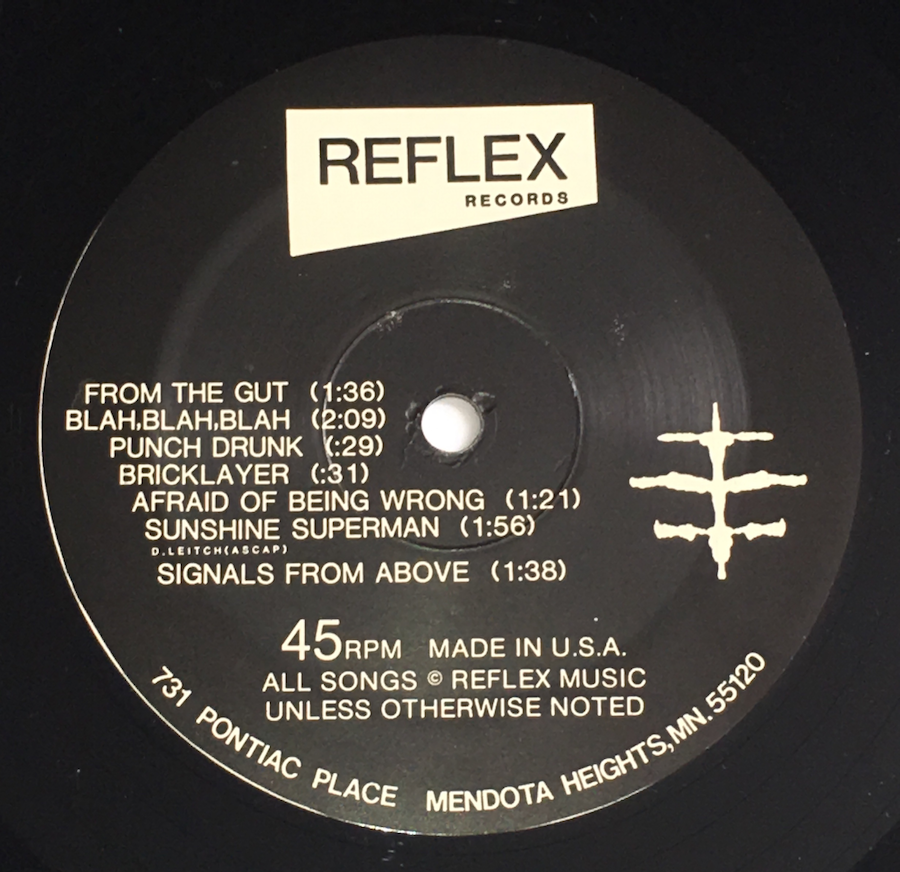 REFLEX
RECORDS
FROM THE GUT (1:36)
BLAH,BLAH,BLAH (2:09)
PUNCH DRUNK (:29)
BRICKLAYER (:31)
AFRAID OF BEING WRONG (1:21)
SUNSHINE SUPERMAN (1:56)
D.LEITCH(ASCAP)
SIGNALS FROM ABOVE (1:38)
45RPM MADE IN U.S.A.
ALL SONGS © REFLEX MUSIC
UNLESS OTHERWISE NOTED
731 PONTIAC PLACE MENDOTA HEIGHTS,MN. 55120